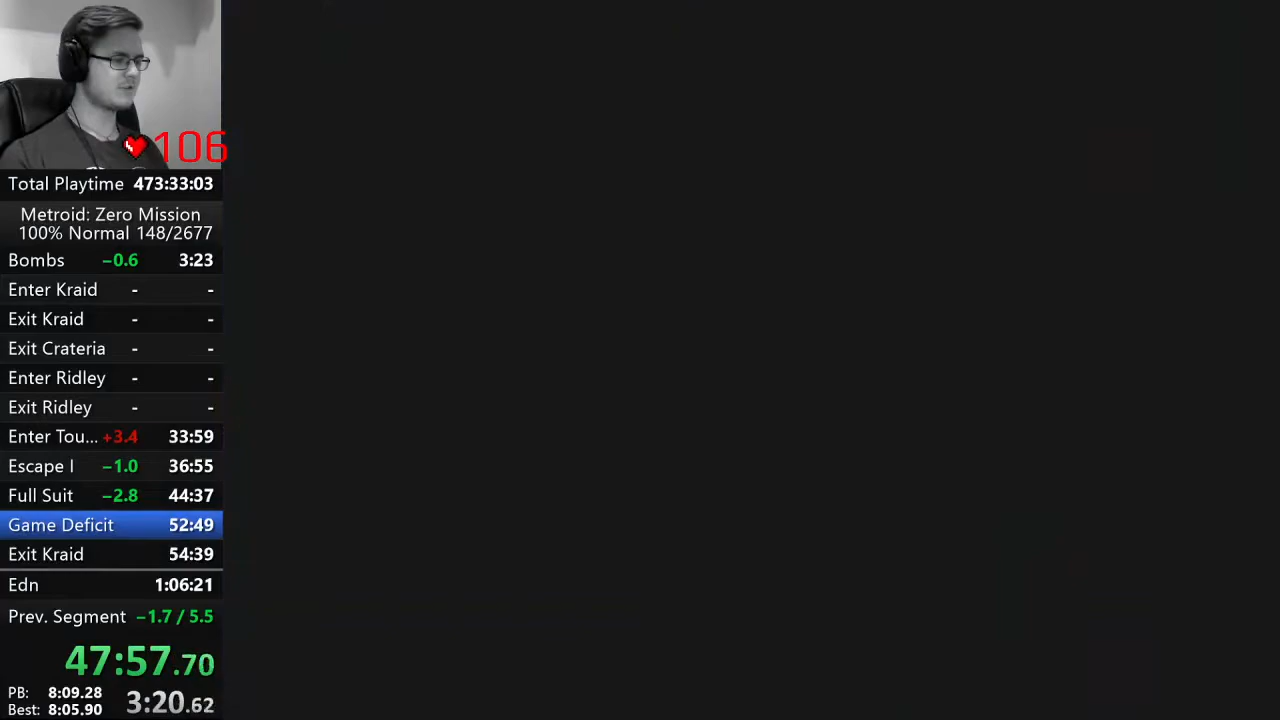 106
Total Playtime 473:33:03
Metroid: Zero Mission
100% Normal 148/2677
Bombs −0.6 3:23
Enter Kraid - -
Exit Kraid - -
Exit Crateria - -
Enter Ridley - -
Exit Ridley - -
Enter Tou... +3.4 33:59
Escape I −1.0 36:55
Full Suit −2.8 44:37
Game Deficit 52:49
Exit Kraid 54:39
Edn 1:06:21
Prev. Segment −1.7 / 5.5
47:57.70
PB: 8:09.28
Best: 8:05.90
3:20.62